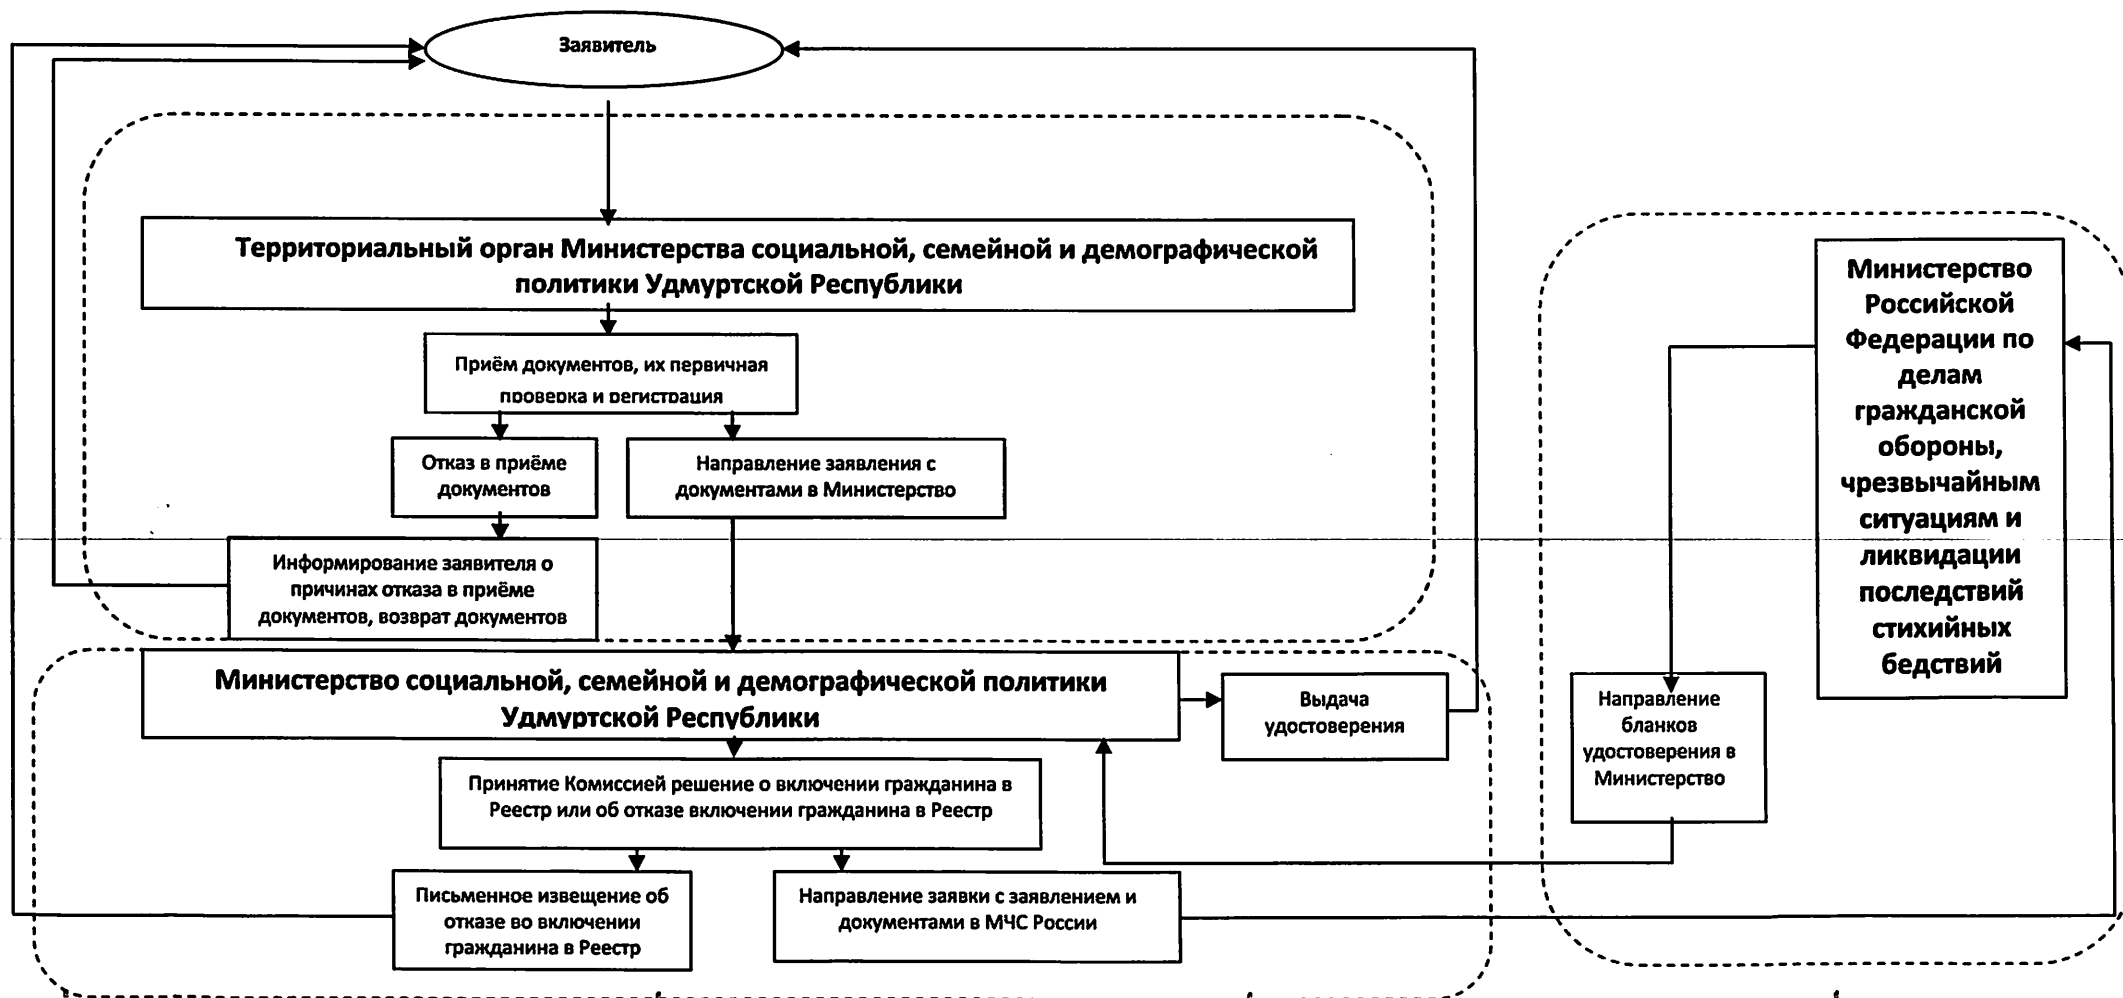 Заявитель
Территориальный орган Министерства социальной, семейной и демографической
политики Удмуртской Республики
Приём документов, их первичная
проверка и регистрация
Отказ в приёме
документов
Направление заявления с
документами в Министерство
Информирование заявителя о
причинах отказа в приёме
документов, возврат документов
Министерство социальной, семейной и демографической политики
Удмуртской Республики
Выдача
удостоверения
Принятие Комиссией решение о включении гражданина в
Реестр или об отказе включении гражданина в Реестр
Письменное извещение об
отказе во включении
гражданина в Реестр
Направление заявки с заявлением и
документами в МЧС России
Министерство
Российской
Федерации по
делам
гражданской
обороны,
чрезвычайным
ситуациям и
ликвидации
последствий
стихийных
бедствий
Направление
бланков
удостоверения в
Министерство